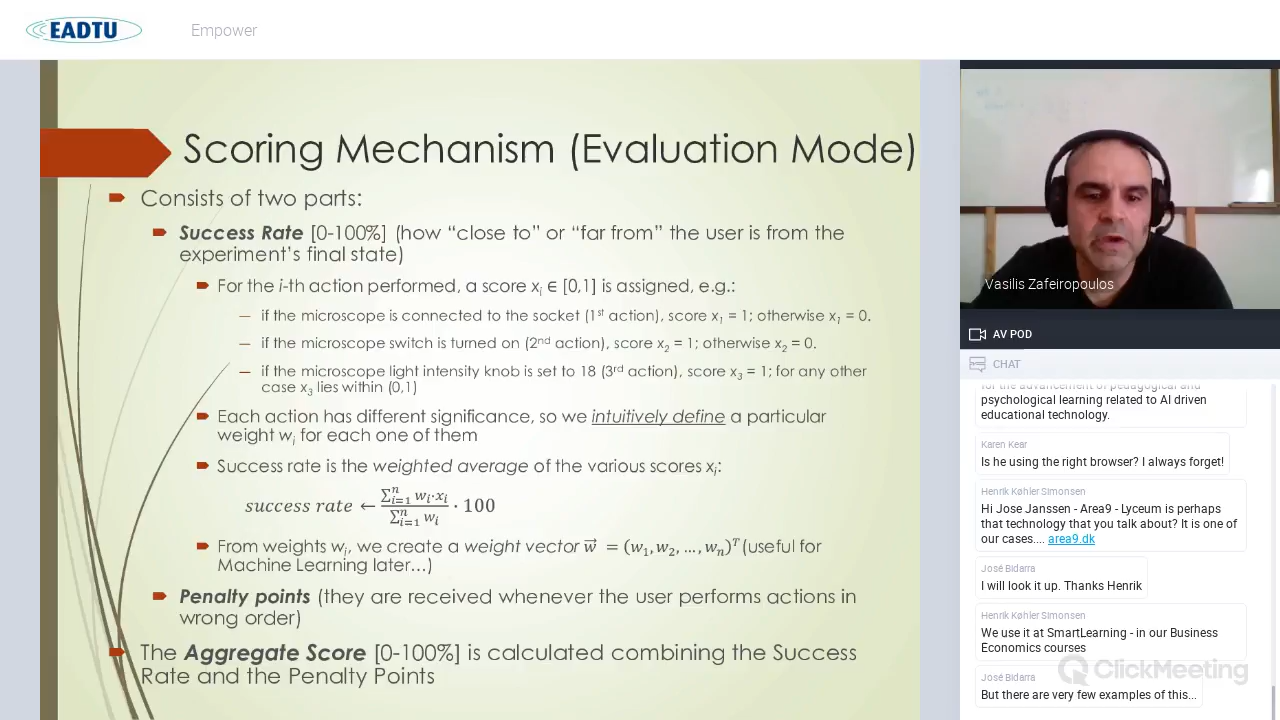 EADTU
Empower
Scoring Mechanism (Evaluation Mode)
Consists of two parts:
Success Rate [0-100%] (how “close to” or “far from” the user is from the
experiment’s final state)
For the i-th action performed, a score xᵢ ∈ [0,1] is assigned, e.g.:
— if the microscope is connected to the socket (1st action), score x₁ = 1; otherwise x₁ = 0.
— if the microscope switch is turned on (2nd action), score x₂ = 1; otherwise x₂ = 0.
— if the microscope light intensity knob is set to 18 (3rd action), score x₃ = 1; for any other
case x₃ lies within (0,1)
Each action has different significance, so we intuitively define a particular
weight wᵢ for each one of them
Success rate is the weighted average of the various scores xᵢ:
success rate ← (∑ᵢ₌₁ⁿ wᵢ·xᵢ)/(∑ᵢ₌₁ⁿ wᵢ) · 100
From weights wᵢ, we create a weight vector w⃗ = (w₁, w₂, …, wₙ)ᵀ(useful for
Machine Learning later…)
Penalty points (they are received whenever the user performs actions in
wrong order)
The Aggregate Score [0-100%] is calculated combining the Success
Rate and the Penalty Points
Vasilis Zafeiropoulos
AV POD
CHAT
for the advancement of pedagogical and
psychological learning related to AI driven
educational technology.
Karen Kear
Is he using the right browser? I always forget!
Henrik Køhler Simonsen
Hi Jose Janssen - Area9 - Lyceum is perhaps
that technology that you talk about? It is one of
our cases.... area9.dk
José Bidarra
I will look it up. Thanks Henrik
Henrik Køhler Simonsen
We use it at SmartLearning - in our Business
Economics courses
ClickMeeting
José Bidarra
But there are very few examples of this...